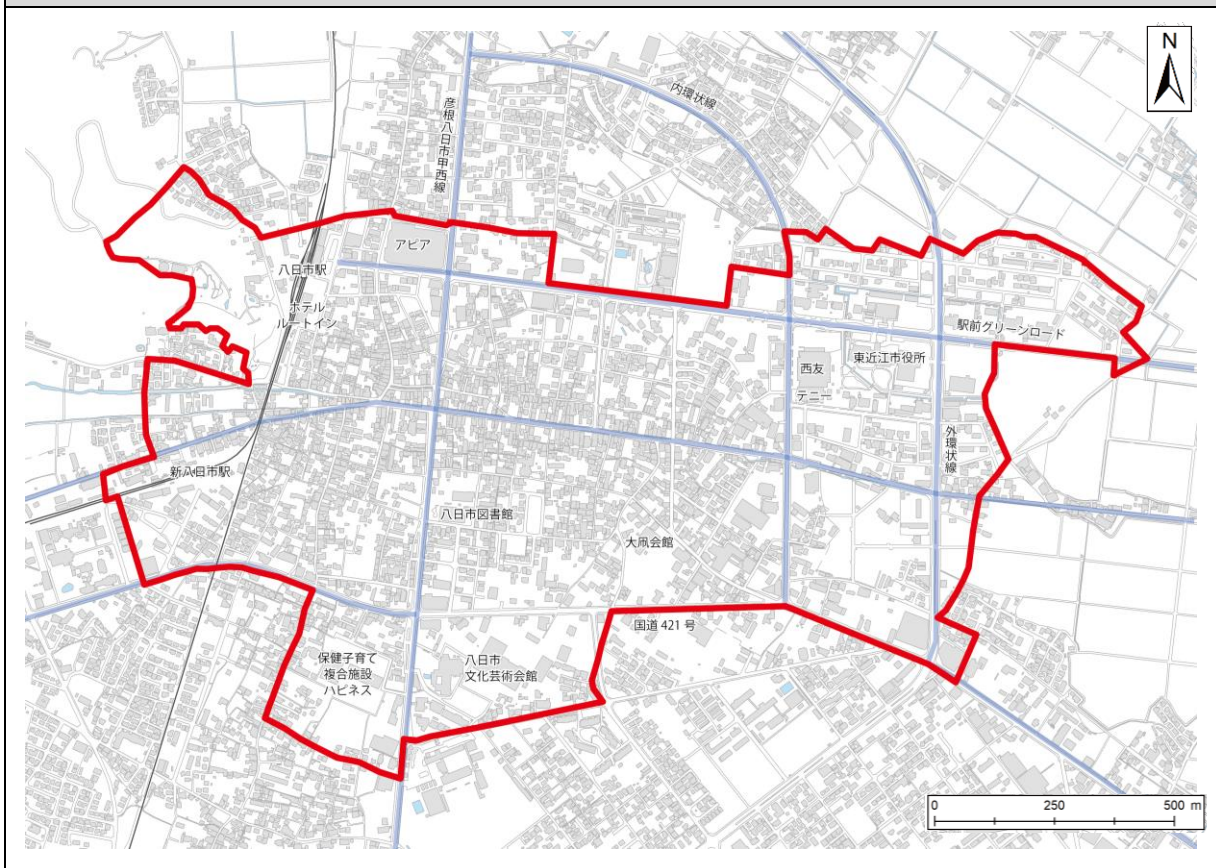 N
内環状線
彦根八日市甲西線
アピア
八日市駅
ホテル
ルートイン
駅前グリーンロード
東近江市役所
西友
テニー
外環状線
新八日市駅
八日市図書館
大凧会館
国道 421 号
保健子育て
複合施設
ハピネス
八日市
文化芸術会館
0 250 500 m